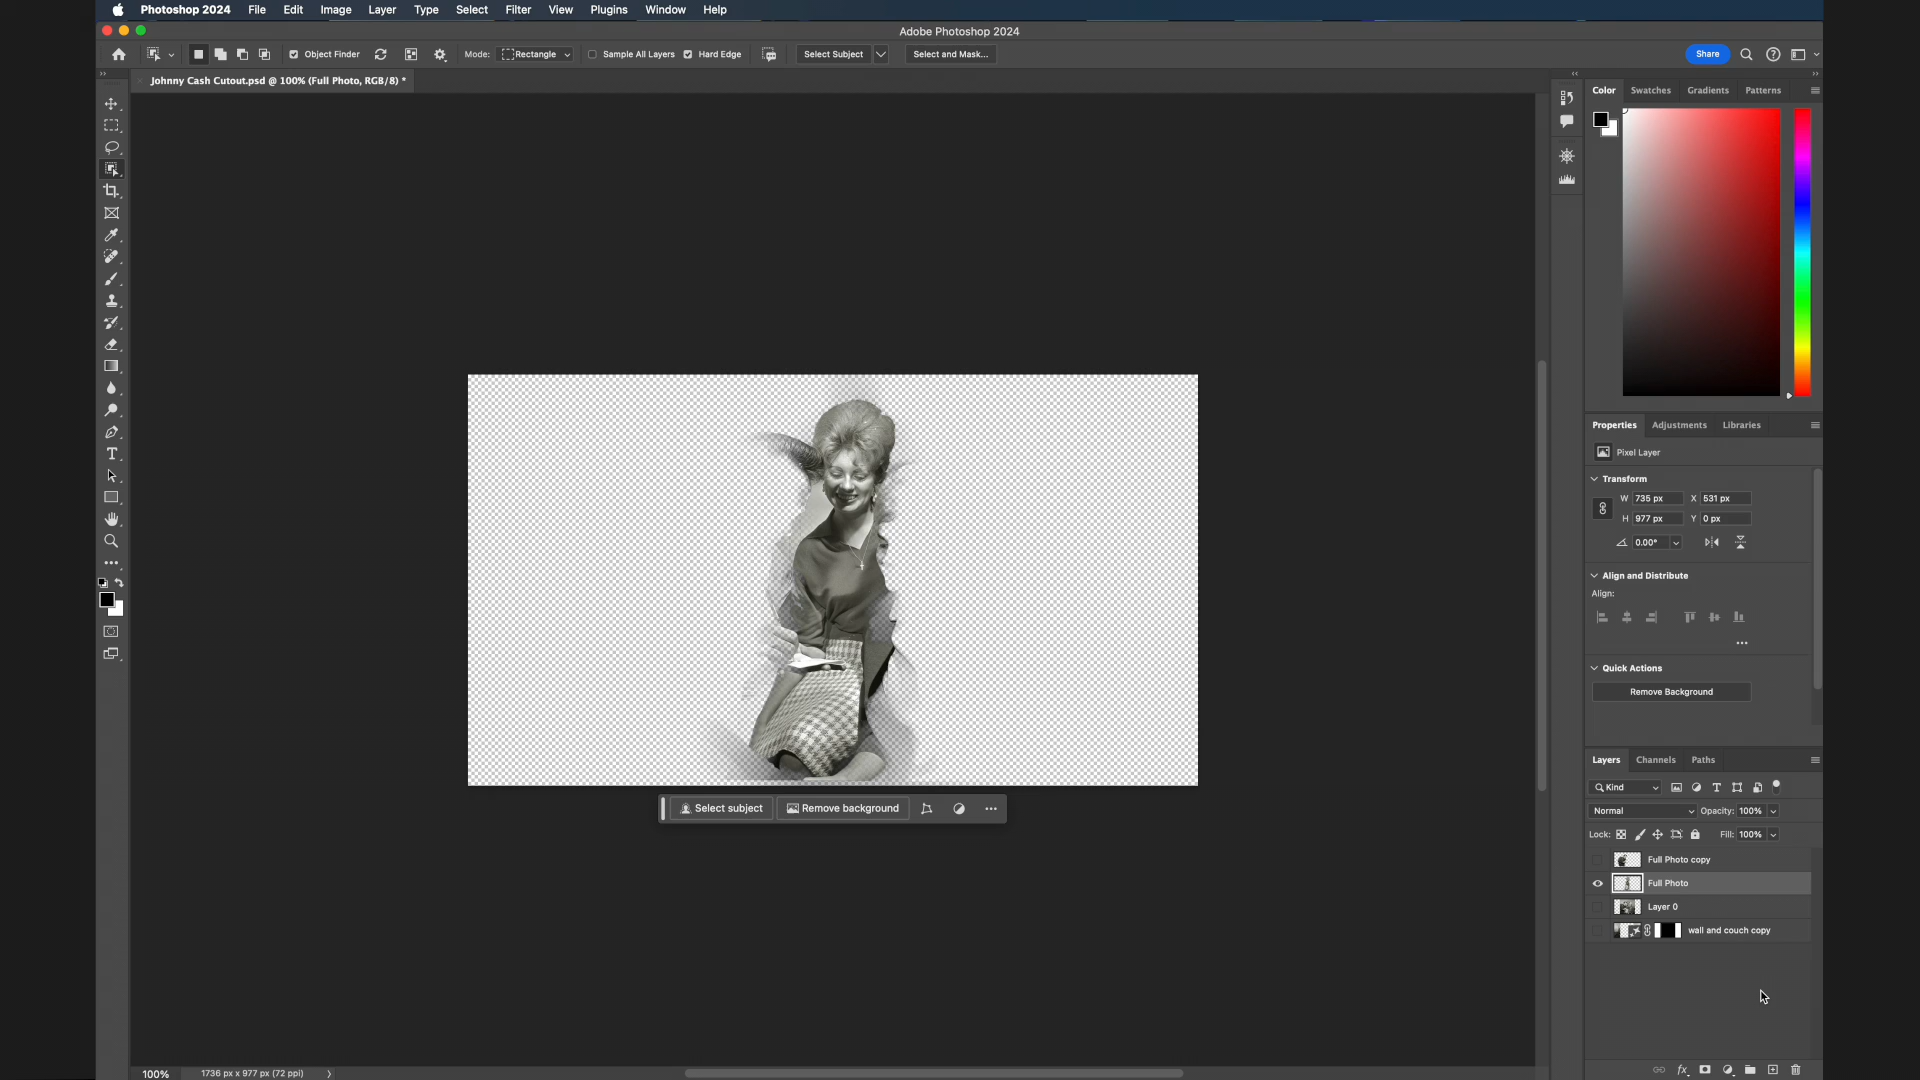 Photoshop 2024 File Edit Image Layer Type Select Filter View Plugins Window Help
Adobe Photoshop 2024
Object Finder Mode: Rectangle Sample All Layers Hard Edge Select Subject Select and Mask... Share
Johnny Cash Cutout.psd @ 100% (Full Photo, RGB/8) *
Color Swatches Gradients Patterns
Properties Adjustments Libraries
Pixel Layer
Transform
W 735 px X 531 px
H 977 px Y 0 px
0.00°
Align and Distribute
Align:
Quick Actions
Remove Background
Layers Channels Paths
Kind
Normal Opacity: 100%
Lock: Fill: 100%
Full Photo copy
Full Photo
Layer 0
wall and couch copy
Select subject Remove background
100% 1736 px x 977 px (72 ppi)